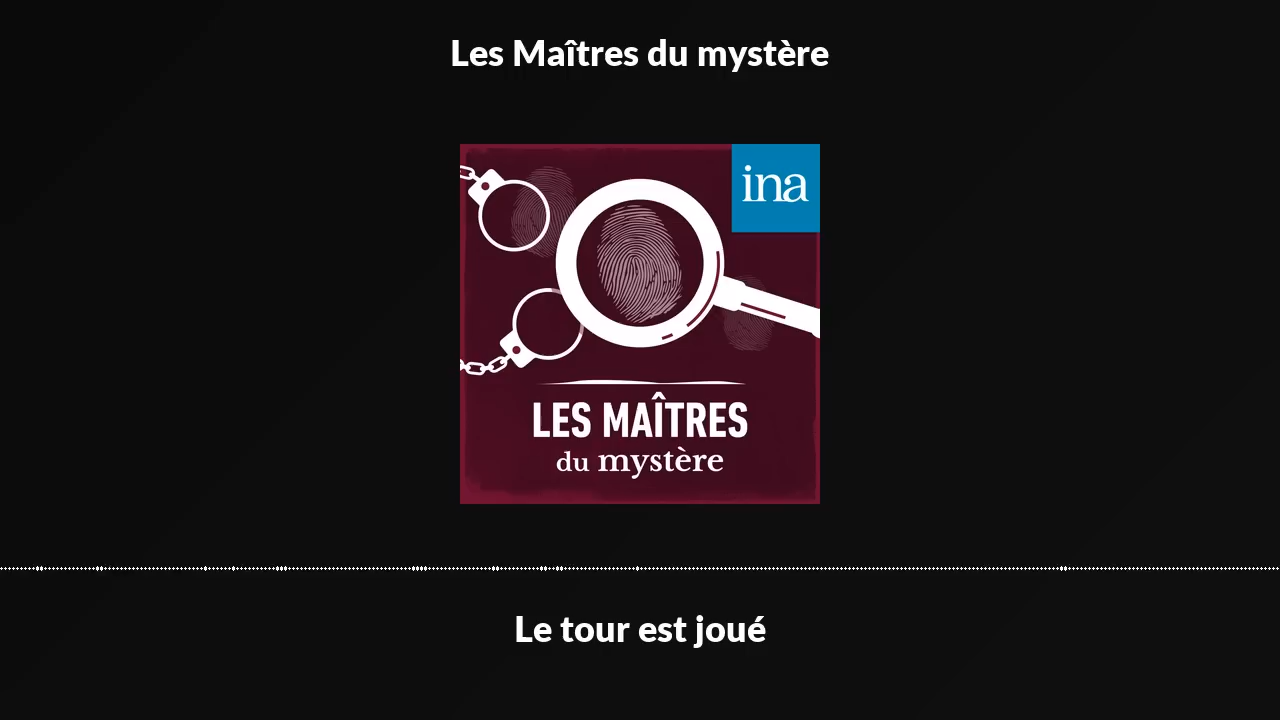 Les Maîtres du mystère
ina
LES MAÎTRES
du mystère
Le tour est joué